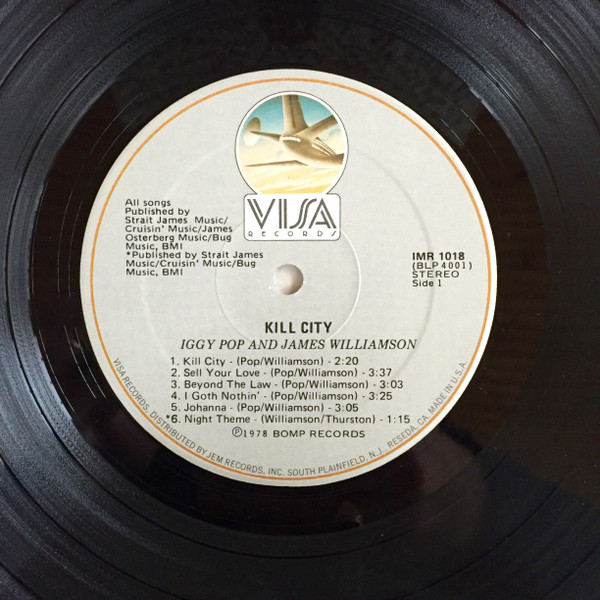 VISA
RECORDS
All songs
Published by
Strait James Music/
Cruisin' Music/James
Osterberg Music/Bug
Music, BMI
*Published by Strait James
Music/Cruisin' Music/Bug
Music, BMI
IMR 1018
(BLP 4001)
STEREO
Side 1
KILL CITY
IGGY POP AND JAMES WILLIAMSON
1. Kill City - (Pop/Williamson) - 2:20
2. Sell Your Love - (Pop/Williamson) - 3:37
3. Beyond The Law - (Pop/Williamson) - 3:03
4. I Goth Nothin' - (Pop/Williamson) - 3:25
5. Johanna - (Pop/Williamson) - 3:05
*6. Night Theme - (Williamson/Thurston) - 1:15
℗1978 BOMP RECORDS
VISA RECORDS, DISTRIBUTED BY JEM RECORDS, INC. SOUTH PLAINFIELD, N.J. RESEDA, CA. MADE IN U.S.A.